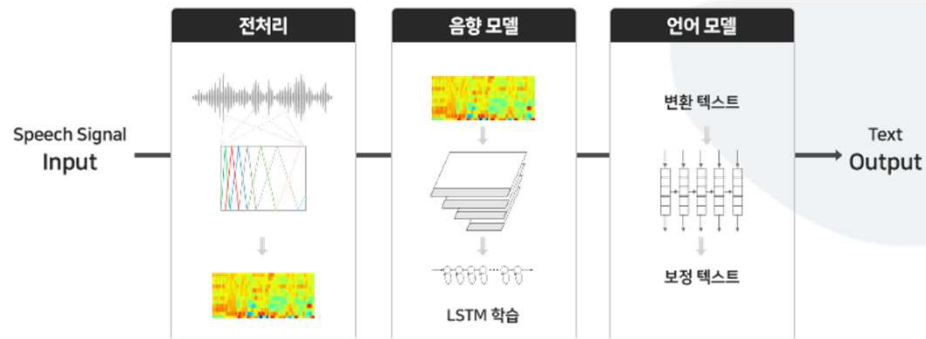 전처리
음향 모델
언어 모델
Speech Signal
Input
변환 텍스트
Text
Output
LSTM 학습
보정 텍스트